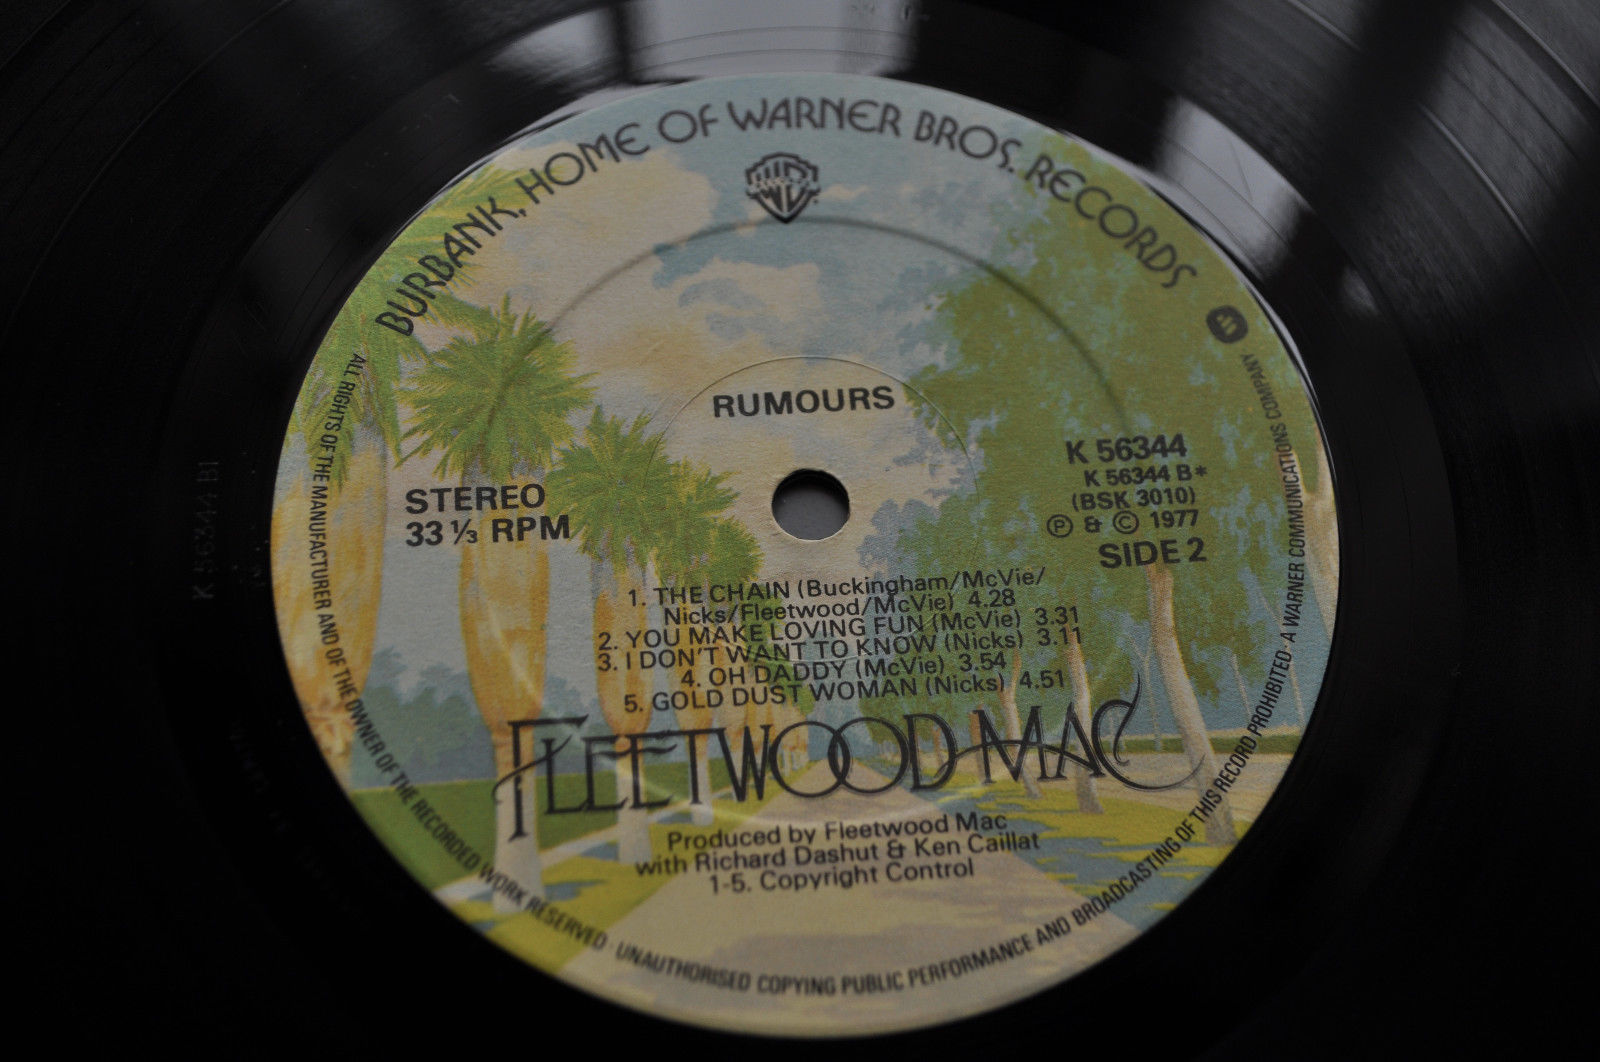 BURBANK, HOME OF WARNER BROS. RECORDS
RUMOURS
STEREO
33 ⅓ RPM
K 56344
K 56344 B*
(BSK 3010)
Ⓟ & © 1977
SIDE 2
1. THE CHAIN (Buckingham/McVie/
Nicks/Fleetwood/McVie) 4.28
2. YOU MAKE LOVING FUN (McVie) 3.31
3. I DON'T WANT TO KNOW (Nicks) 3.11
4. OH DADDY (McVie) 3.54
5. GOLD DUST WOMAN (Nicks) 4.51
FLEETWOOD MAC
Produced by Fleetwood Mac
with Richard Dashut & Ken Caillat
1-5. Copyright Control
ALL RIGHTS OF THE MANUFACTURER AND OF THE OWNER OF THE RECORDED WORK RESERVED · UNAUTHORISED COPYING PUBLIC PERFORMANCE AND BROADCASTING OF THIS RECORD PROHIBITED · A WARNER COMMUNICATIONS COMPANY
K 56344 B1